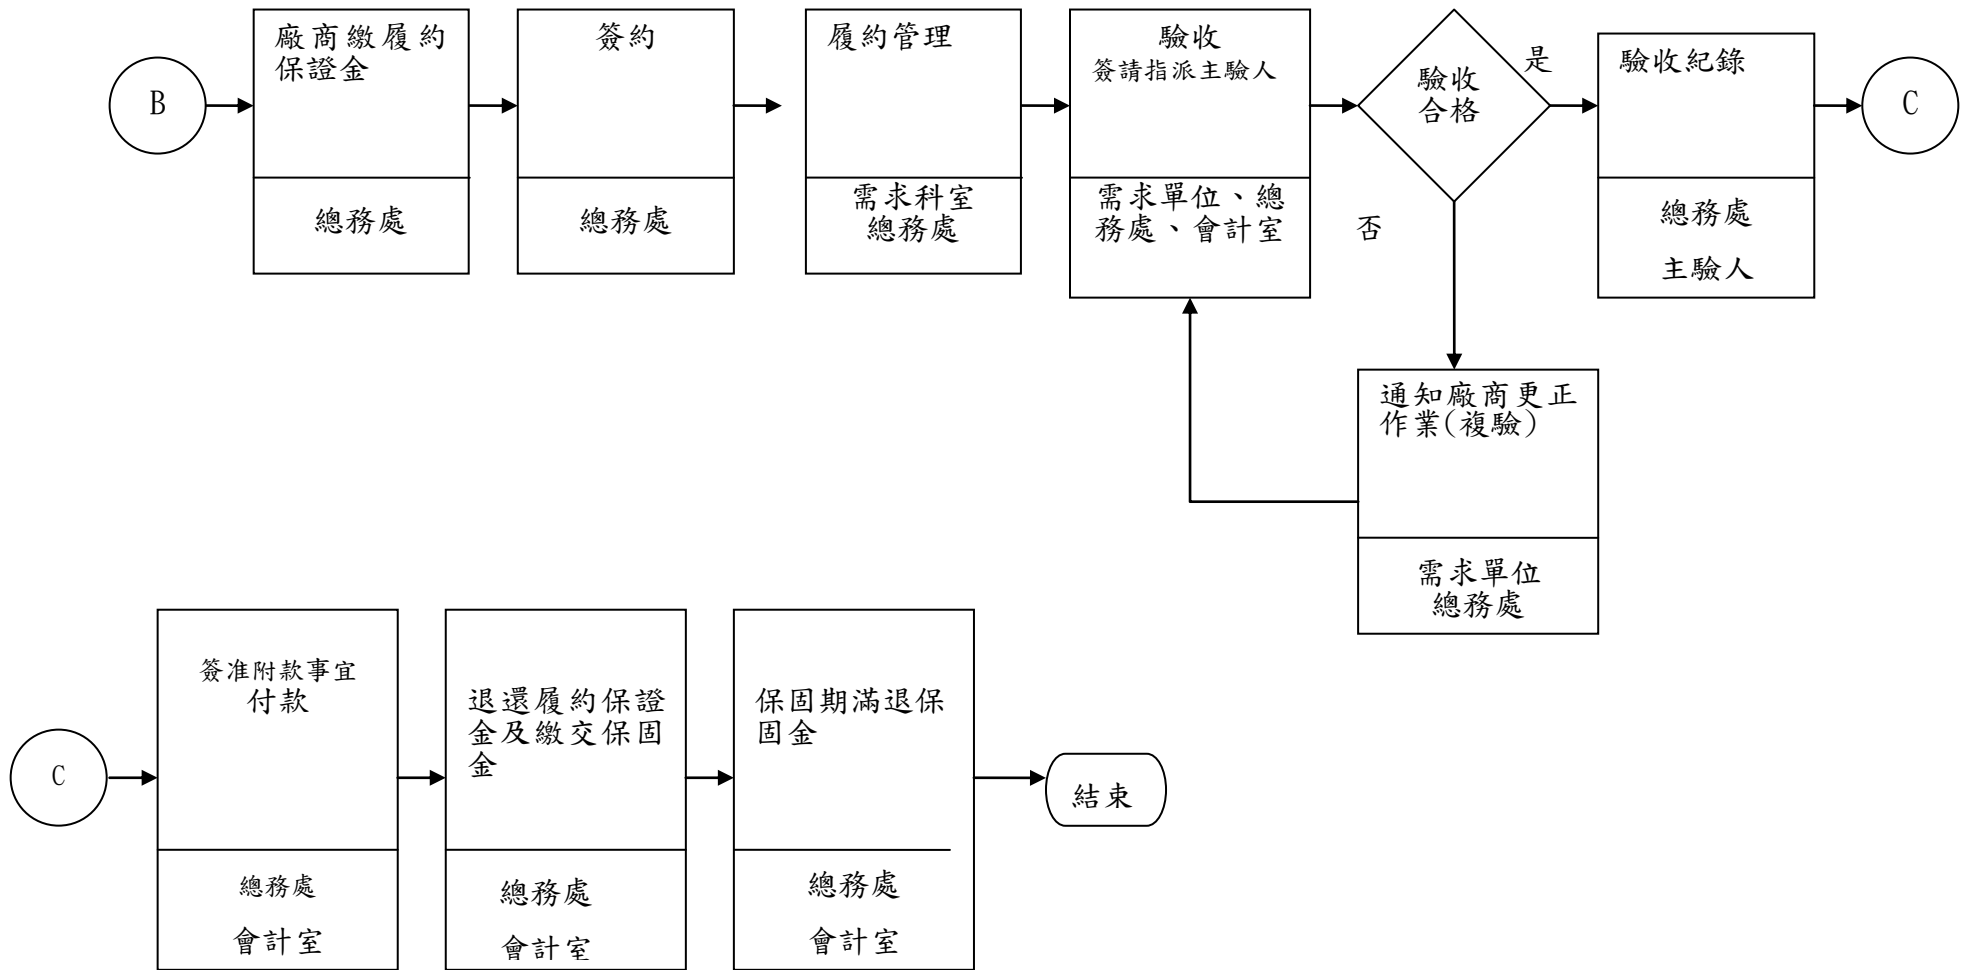 B
廠商繳履約
保證金
總務處
簽約
總務處
履約管理
需求科室
總務處
驗收
簽請指派主驗人
需求單位、總
務處、會計室
驗收
合格
是
否
驗收紀錄
總務處
主驗人
C
通知廠商更正
作業(複驗)
需求單位
總務處
C
簽准附款事宜
付款
總務處
會計室
退還履約保證
金及繳交保固
金
總務處
會計室
保固期滿退保
固金
總務處
會計室
結束